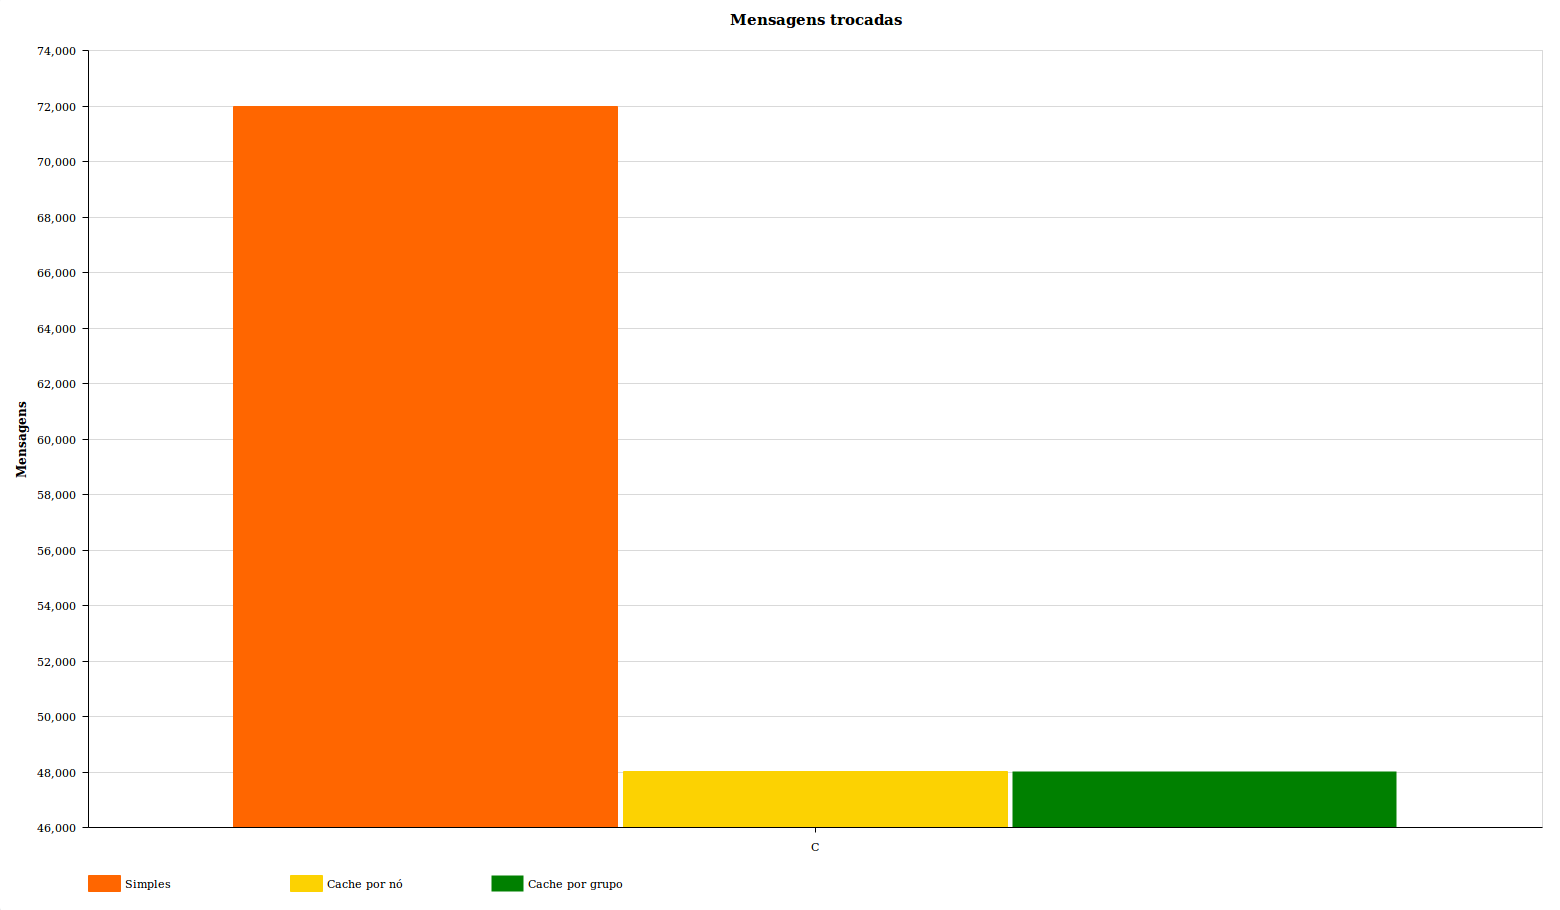 Mensagens trocadas
74,000
72,000
70,000
68,000
66,000
64,000
62,000
60,000
58,000
56,000
54,000
52,000
50,000
48,000
46,000
Mensagens
C
Simples
Cache por nó
Cache por grupo